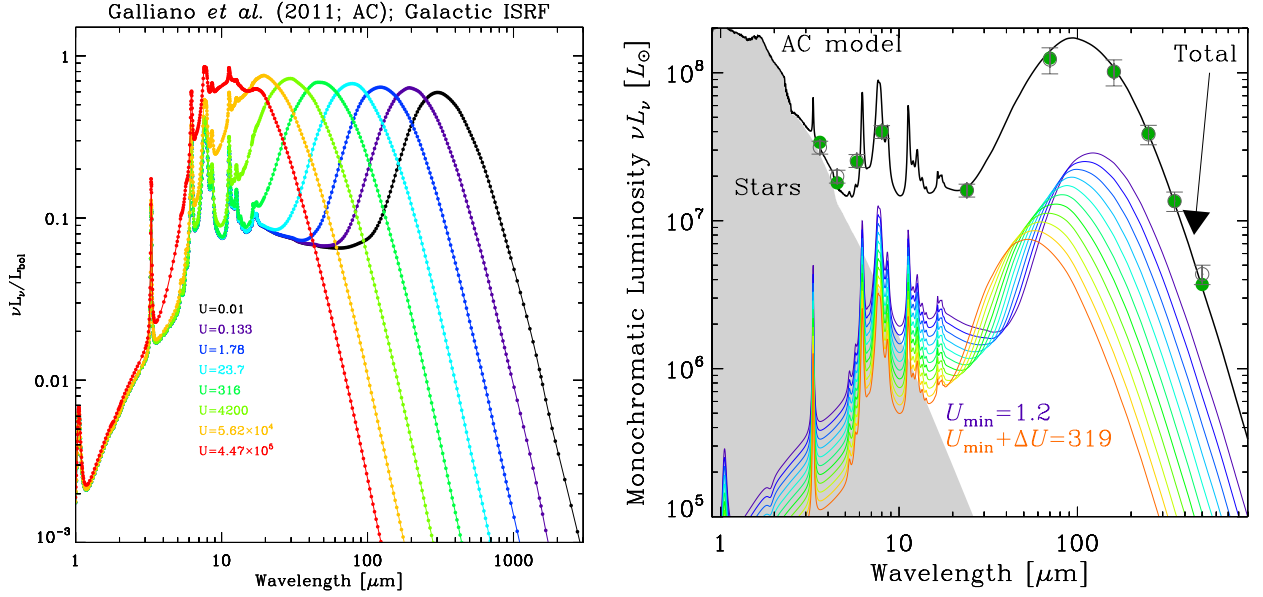 Galliano et al. (2011; AC); Galactic ISRF
1
0.1
0.01
10⁻³
νLν/Lbol
U=0.01
U=0.133
U=1.78
U=23.7
U=316
U=4200
U=5.62×10⁴
U=4.47×10⁵
1 10 100 1000
Wavelength [μm]
AC model
Total
Stars
10⁸
10⁷
10⁶
10⁵
Monochromatic Luminosity νLν [L⊙]
Umin=1.2
Umin+ΔU=319
1 10 100
Wavelength [μm]